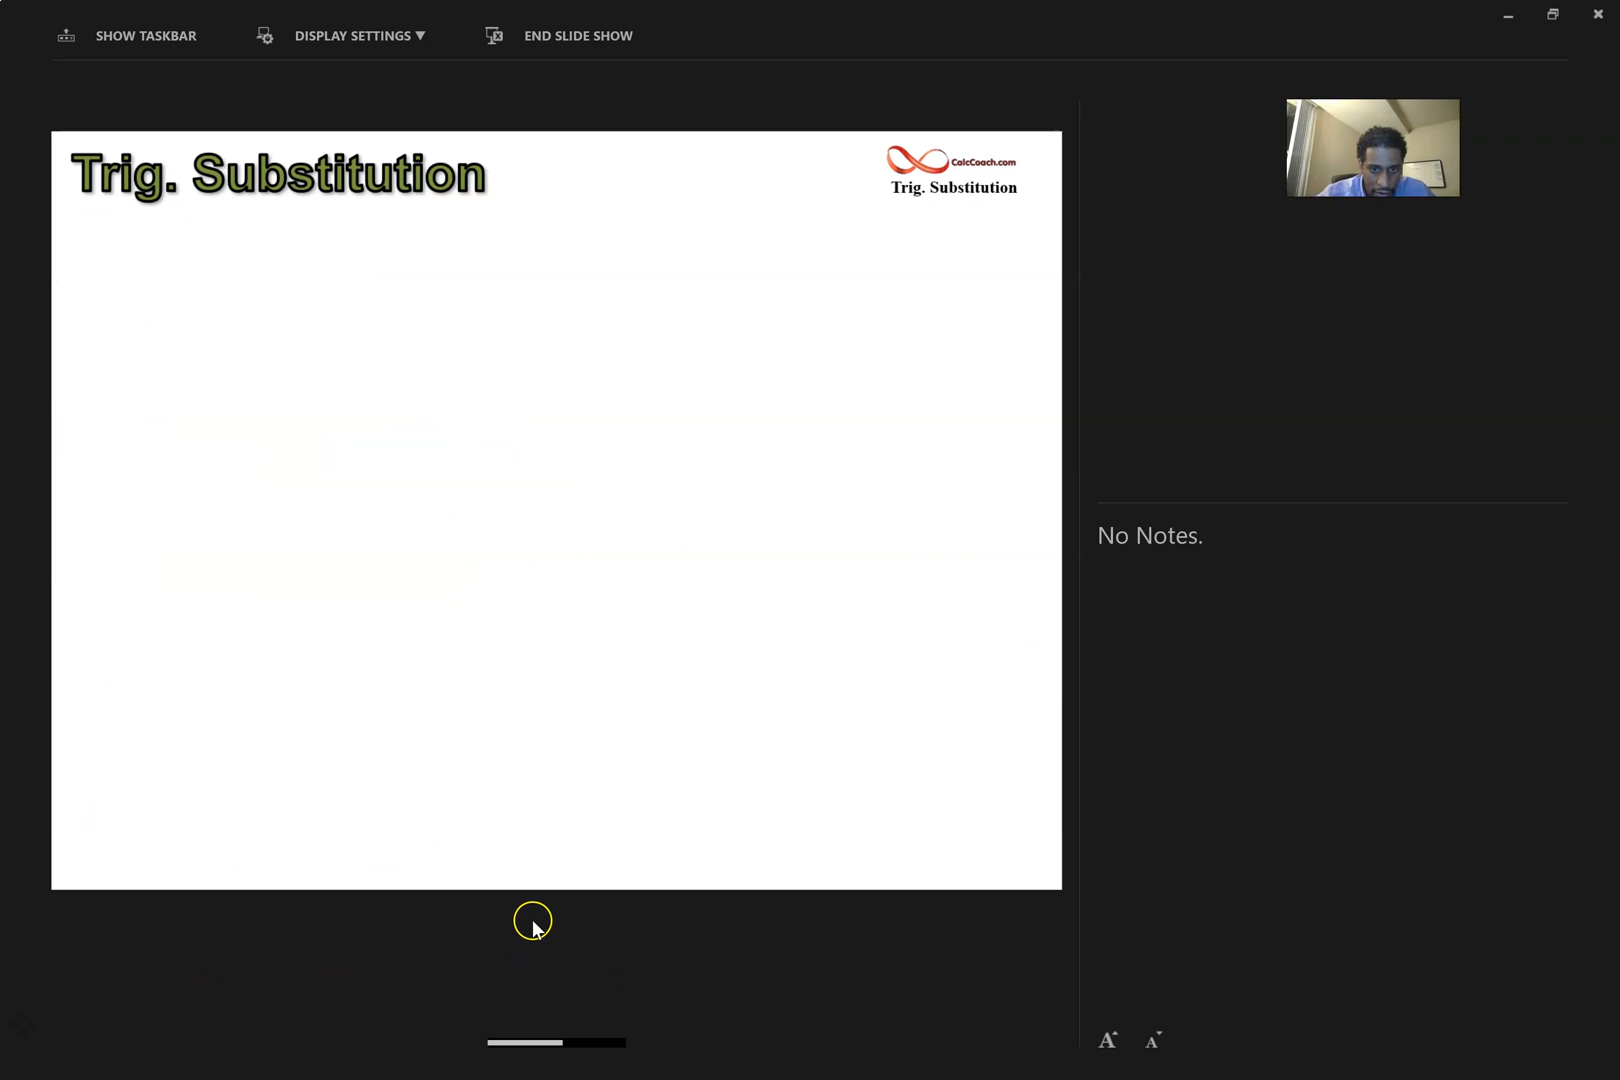 SHOW TASKBAR
DISPLAY SETTINGS ▼
END SLIDE SHOW
Trig. Substitution
CalcCoach.com
Trig. Substitution
No Notes.
A A